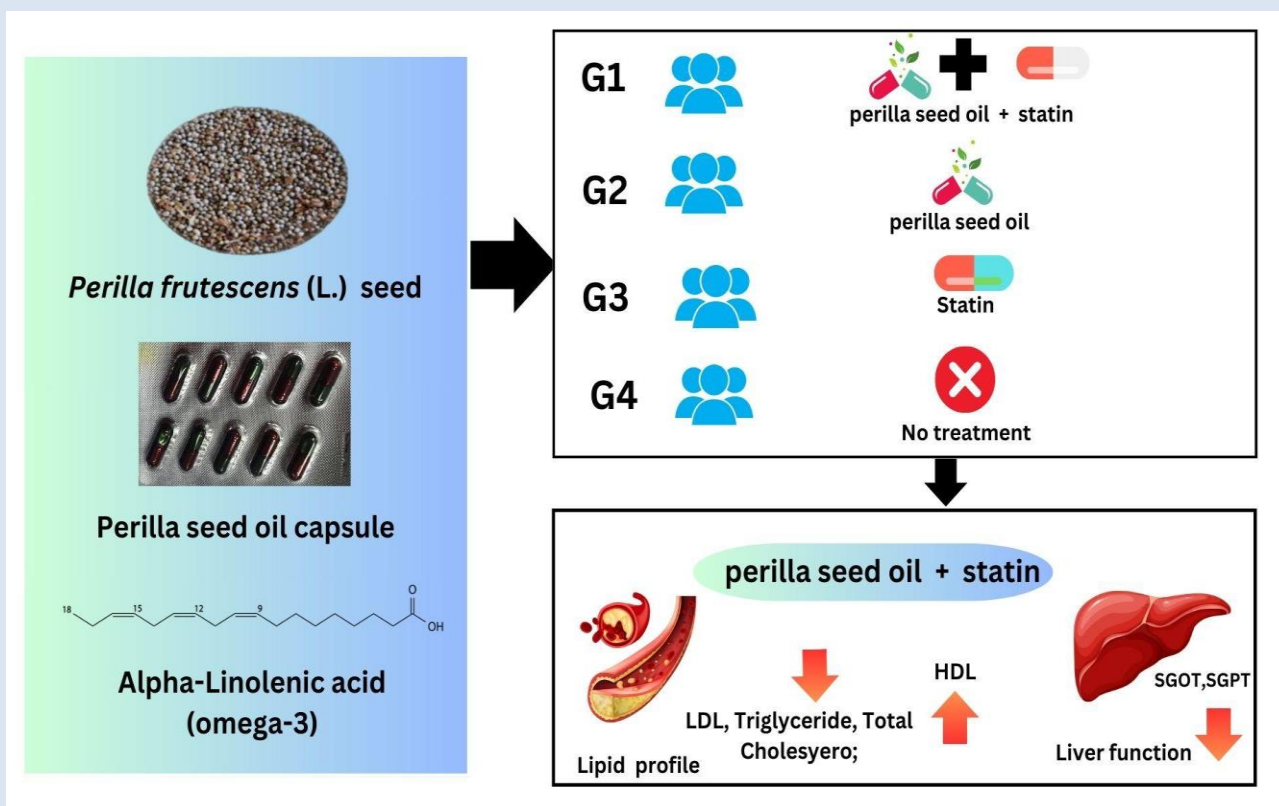 Perilla frutescens (L.) seed
Perilla seed oil capsule
18
15
12
9
O
OH
Alpha-Linolenic acid
(omega-3)
G1
perilla seed oil + statin
G2
perilla seed oil
G3
Statin
G4
No treatment
perilla seed oil + statin
Lipid profile
LDL, Triglyceride, Total
Cholesyero;
HDL
SGOT,SGPT
Liver function